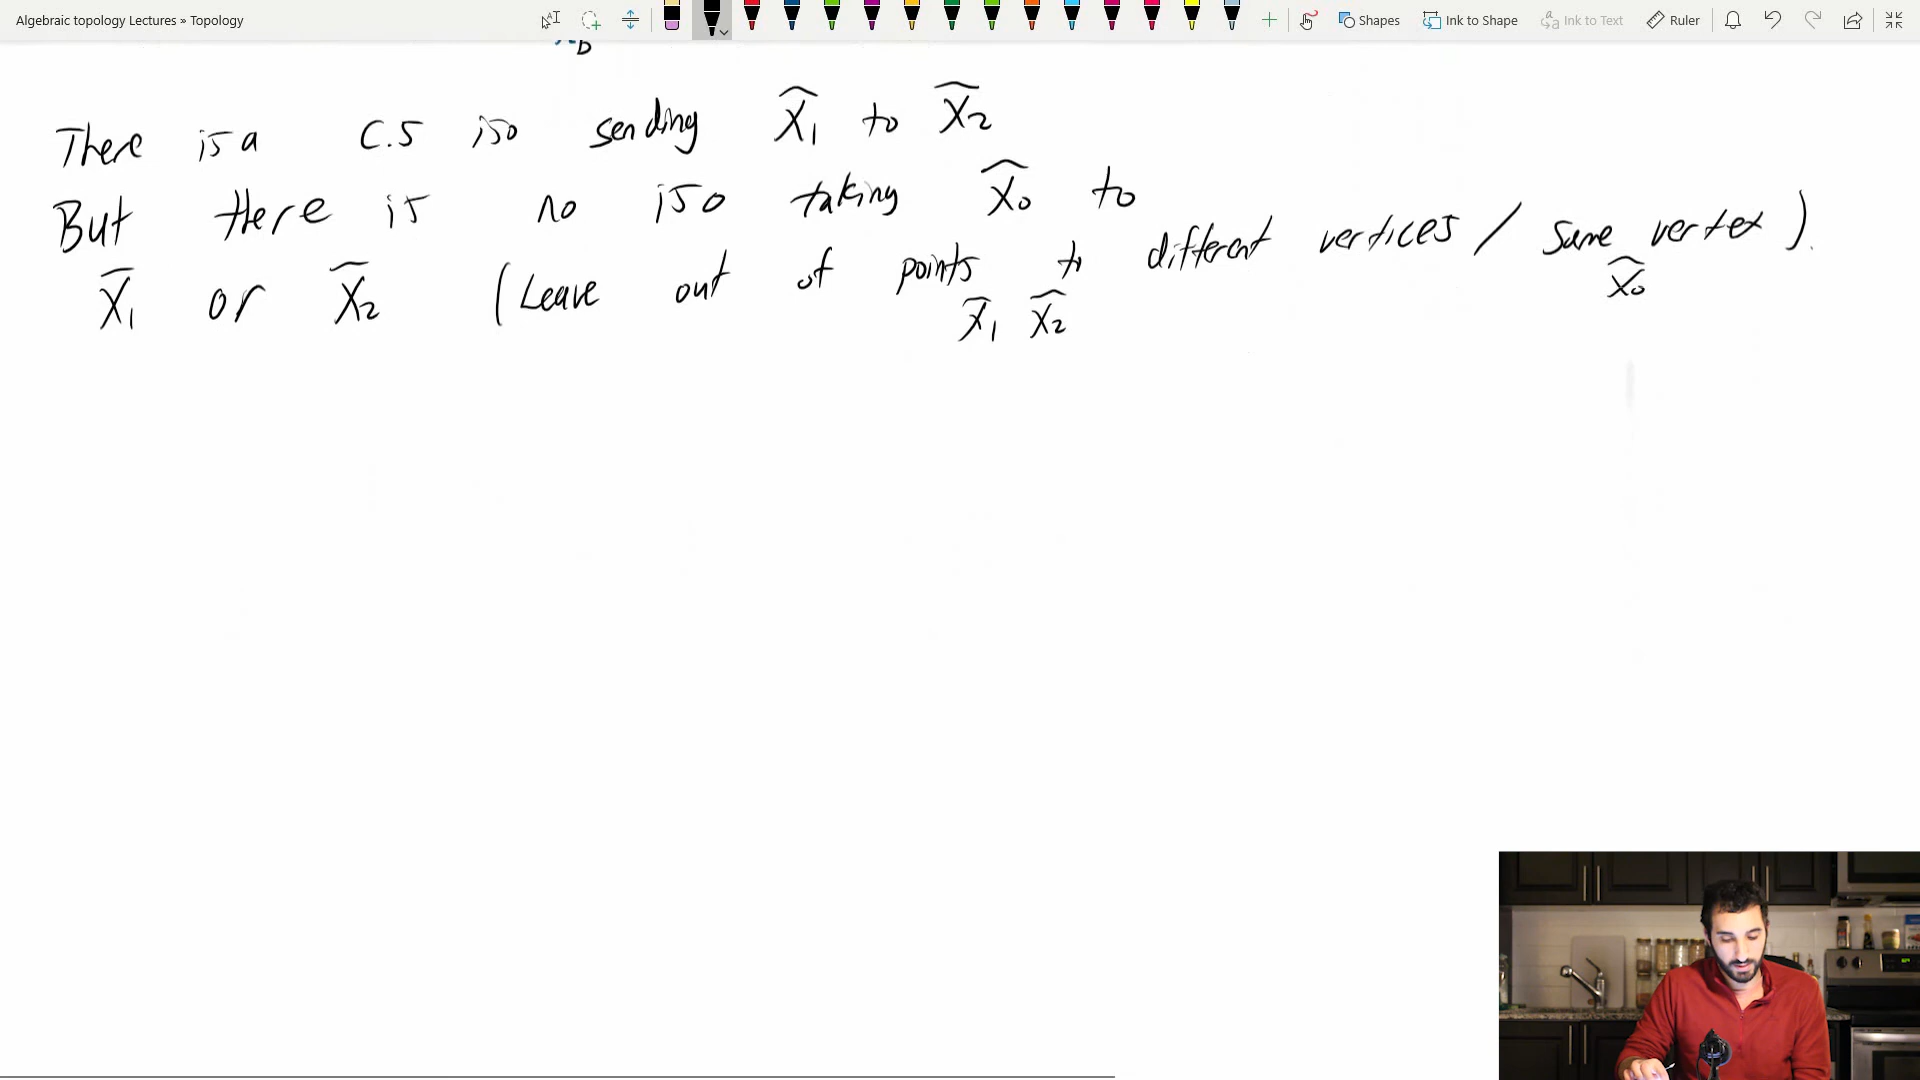 Algebraic topology Lectures » Topology
Shapes
Ink to Shape
Ink to Text
Ruler
There is a C.S iso sending X̂₁ to X̂₂
But there is no iso taking X̂₀ to
X̂₁ or X̂₂ (Leave out of points to different vertices / same vertex).
X̂₁ X̂₂ X̂₀